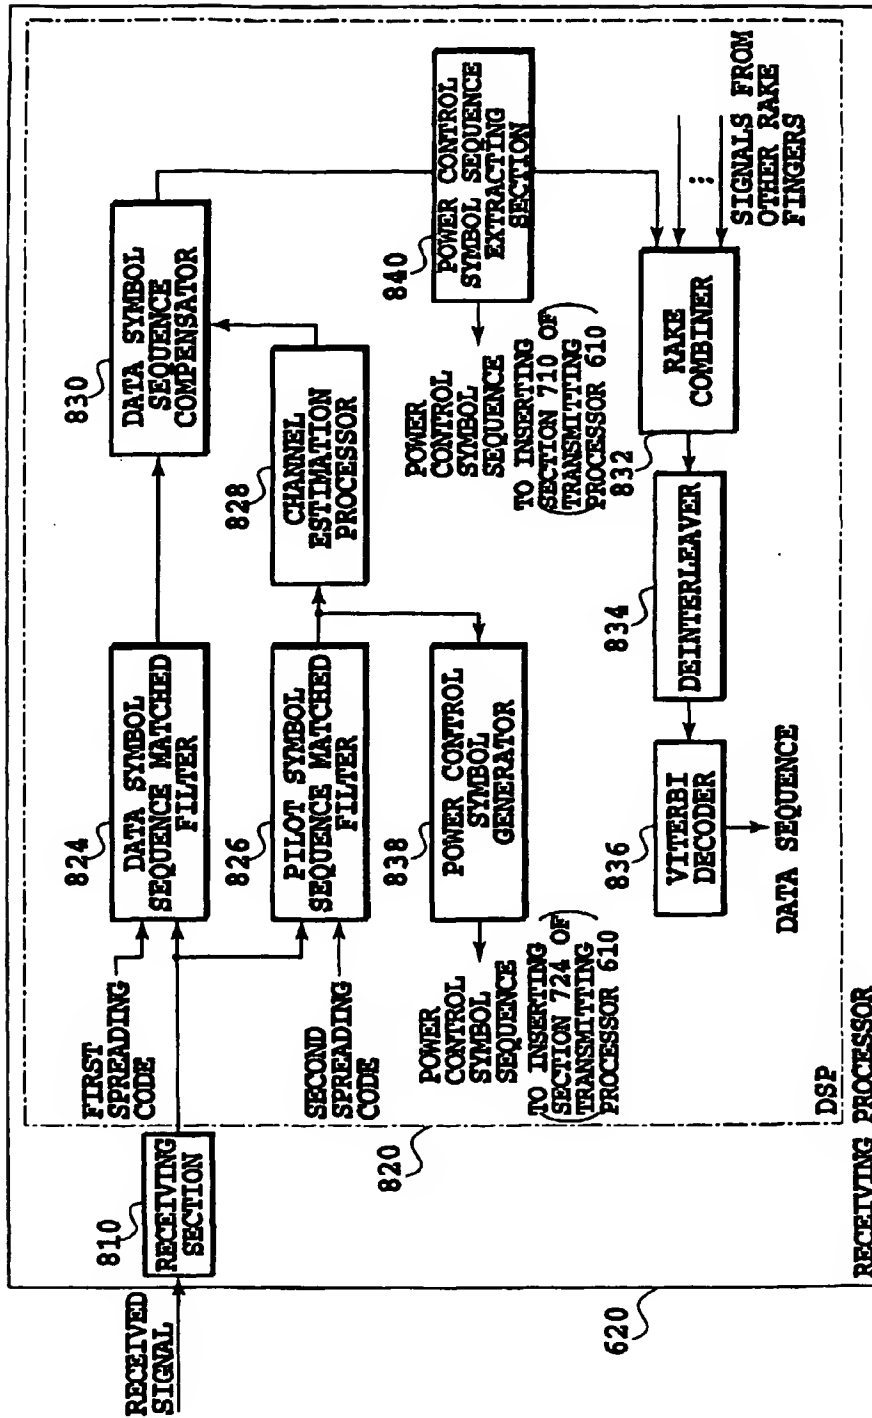 RECEIVED
SIGNAL
810
RECEIVING
SECTION
620
RECEIVING PROCESSOR
820
DSP
FIRST
SPREADING
CODE
824
DATA SYMBOL
SEQUENCE MATCHED
FILTER
830
DATA SYMBOL
SEQUENCE
COMPENSATOR
SECOND
SPREADING
CODE
826
PILOT SYMBOL
SEQUENCE MATCHED
FILTER
828
CHANNEL
ESTIMATION
PROCESSOR
838
POWER CONTROL
SYMBOL
GENERATOR
POWER
CONTROL
SYMBOL
SEQUENCE
TO INSERTING
SECTION 724 OF
TRANSMITTING
PROCESSOR 610
840
POWER CONTROL
SYMBOL SEQUENCE
EXTRACTING
SECTION
POWER
CONTROL
SYMBOL
SEQUENCE
TO INSERTING
SECTION 710 OF
TRANSMITTING
PROCESSOR 610
SIGNALS FROM
OTHER RAKE
FINGERS
832
RAKE
COMBINER
834
DEINTERLEAVER
836
VITERBI
DECODER
DATA SEQUENCE